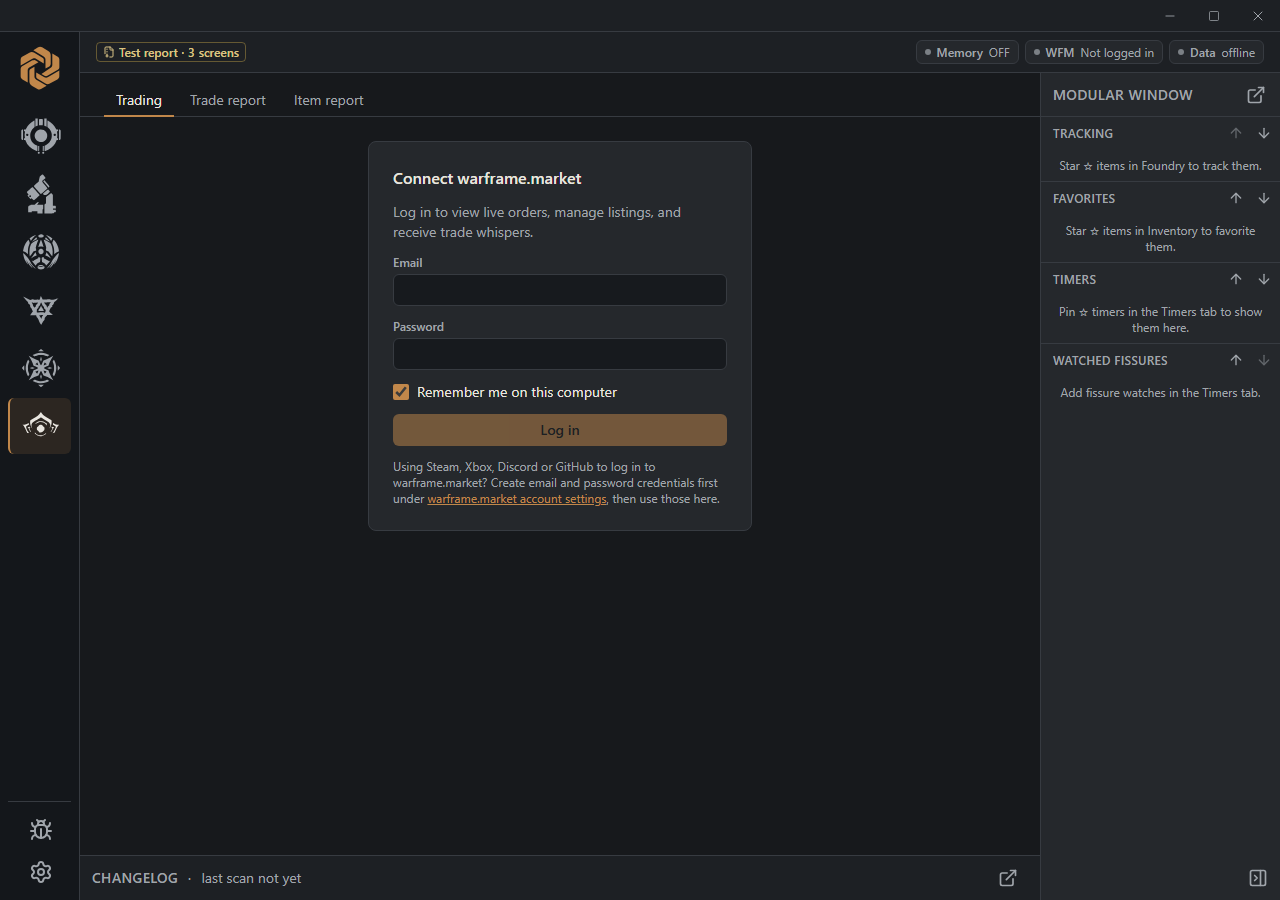 Test report · 3 screens
Memory OFF
WFM Not logged in
Data offline
Trading
Trade report
Item report
Connect warframe.market
Log in to view live orders, manage listings, and
receive trade whispers.
Email
Password
Remember me on this computer
Log in
Using Steam, Xbox, Discord or GitHub to log in to
warframe.market? Create email and password credentials first
under warframe.market account settings, then use those here.
MODULAR WINDOW
TRACKING
Star ☆ items in Foundry to track them.
FAVORITES
Star ☆ items in Inventory to favorite
them.
TIMERS
Pin ☆ timers in the Timers tab to show
them here.
WATCHED FISSURES
Add fissure watches in the Timers tab.
CHANGELOG · last scan not yet